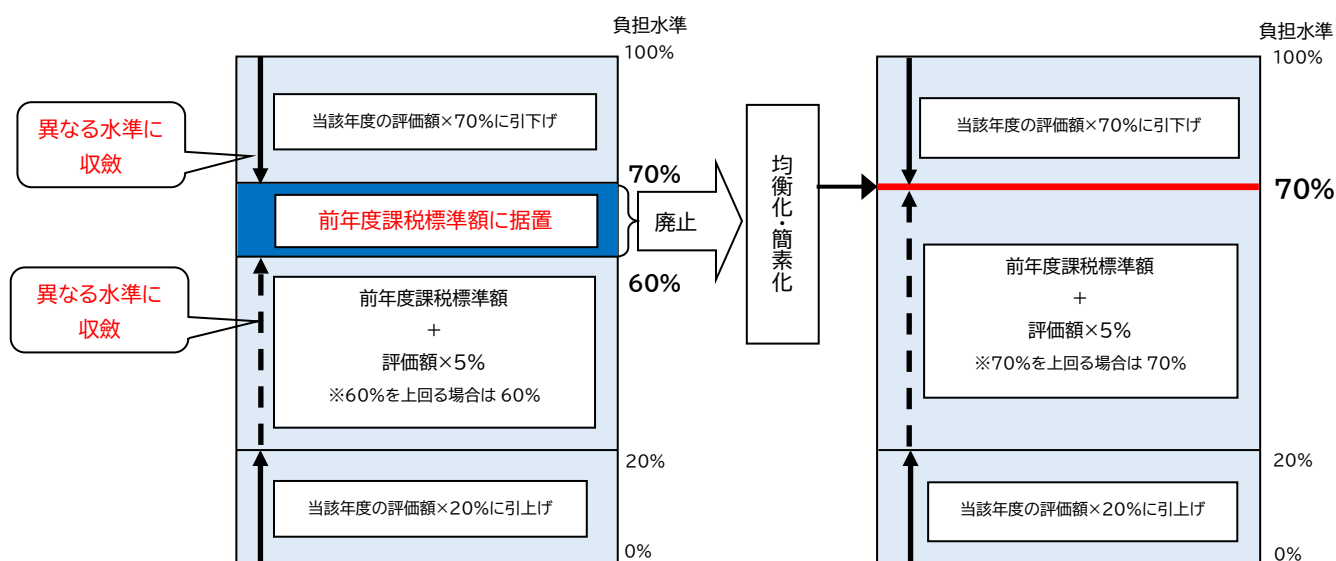 負担水準
100%
当該年度の評価額×70%に引下げ
異なる水準に
収斂
70%
前年度課税標準額に据置
廃止
60%
異なる水準に
収斂
前年度課税標準額
+
評価額×5%
※60%を上回る場合は 60%
20%
当該年度の評価額×20%に引上げ
0%
均衡化・簡素化
負担水準
100%
当該年度の評価額×70%に引下げ
70%
前年度課税標準額
+
評価額×5%
※70%を上回る場合は 70%
20%
当該年度の評価額×20%に引上げ
0%